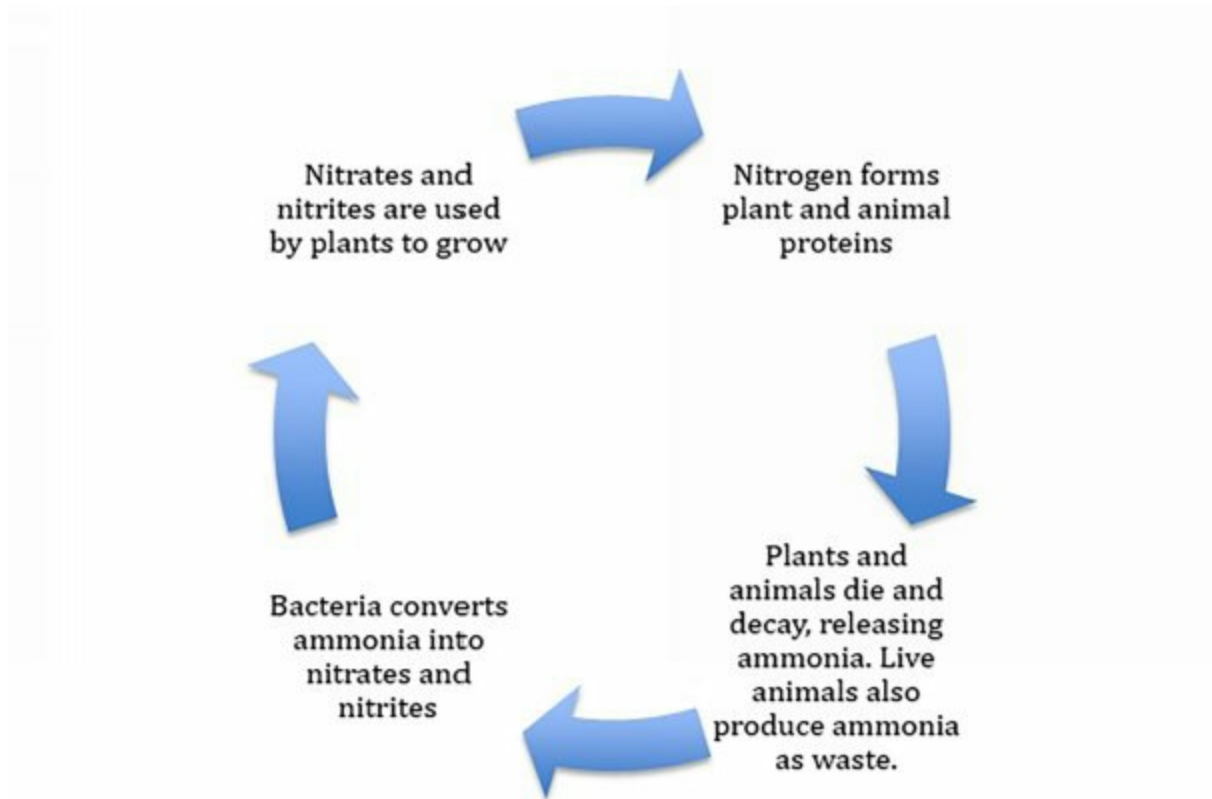 Nitrates and
nitrites are used
by plants to grow
Nitrogen forms
plant and animal
proteins
Plants and
animals die and
decay, releasing
ammonia. Live
animals also
produce ammonia
as waste.
Bacteria converts
ammonia into
nitrates and
nitrites